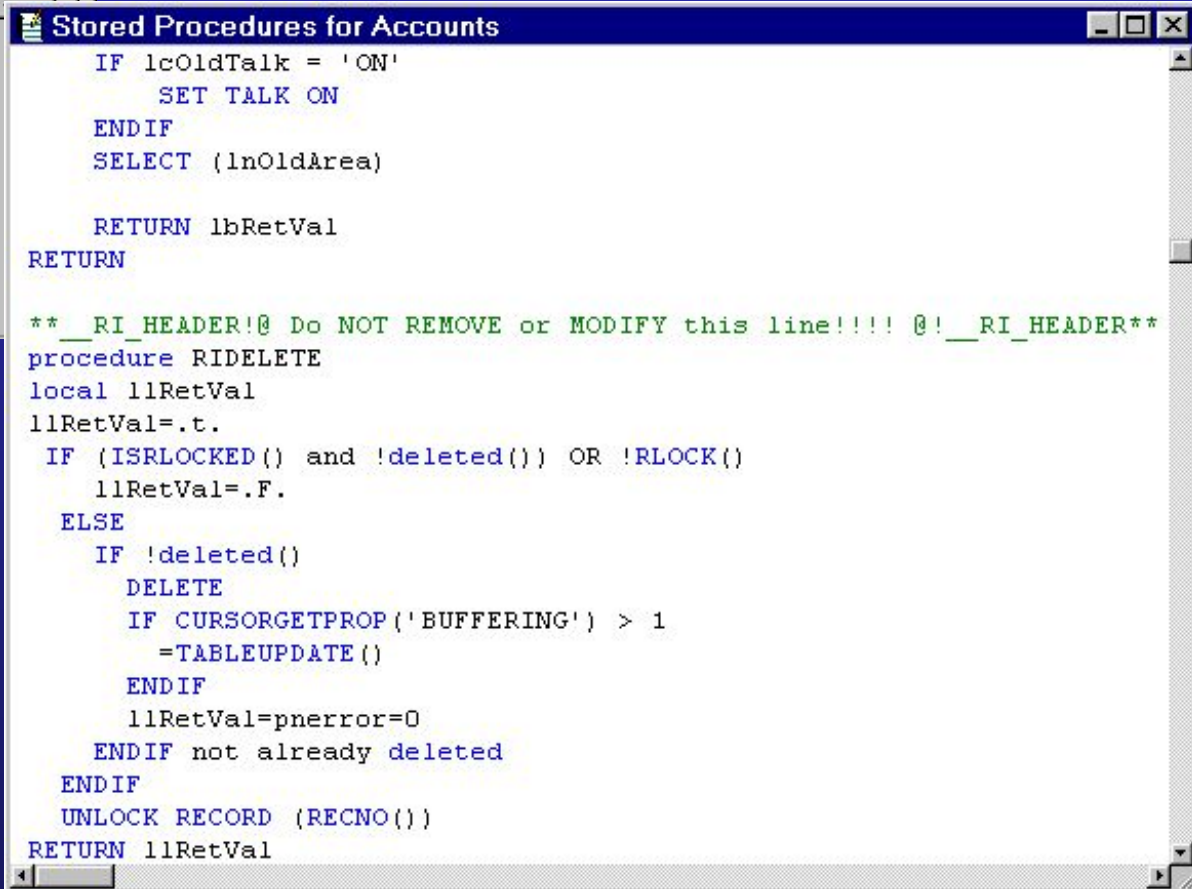 Stored Procedures for Accounts
IF lcOldTalk = 'ON'
SET TALK ON
ENDIF
SELECT (lnOldArea)
RETURN lbRetVal
RETURN
**__RI_HEADER!@ Do NOT REMOVE or MODIFY this line!!!! @!__RI_HEADER**
procedure RIDELETE
local llRetVal
llRetVal=.t.
IF (ISRLOCKED() and !deleted()) OR !RLOCK()
llRetVal=.F.
ELSE
IF !deleted()
DELETE
IF CURSORGETPROP('BUFFERING') > 1
=TABLEUPDATE()
ENDIF
llRetVal=pnerror=0
ENDIF not already deleted
ENDIF
UNLOCK RECORD (RECNO())
RETURN llRetVal